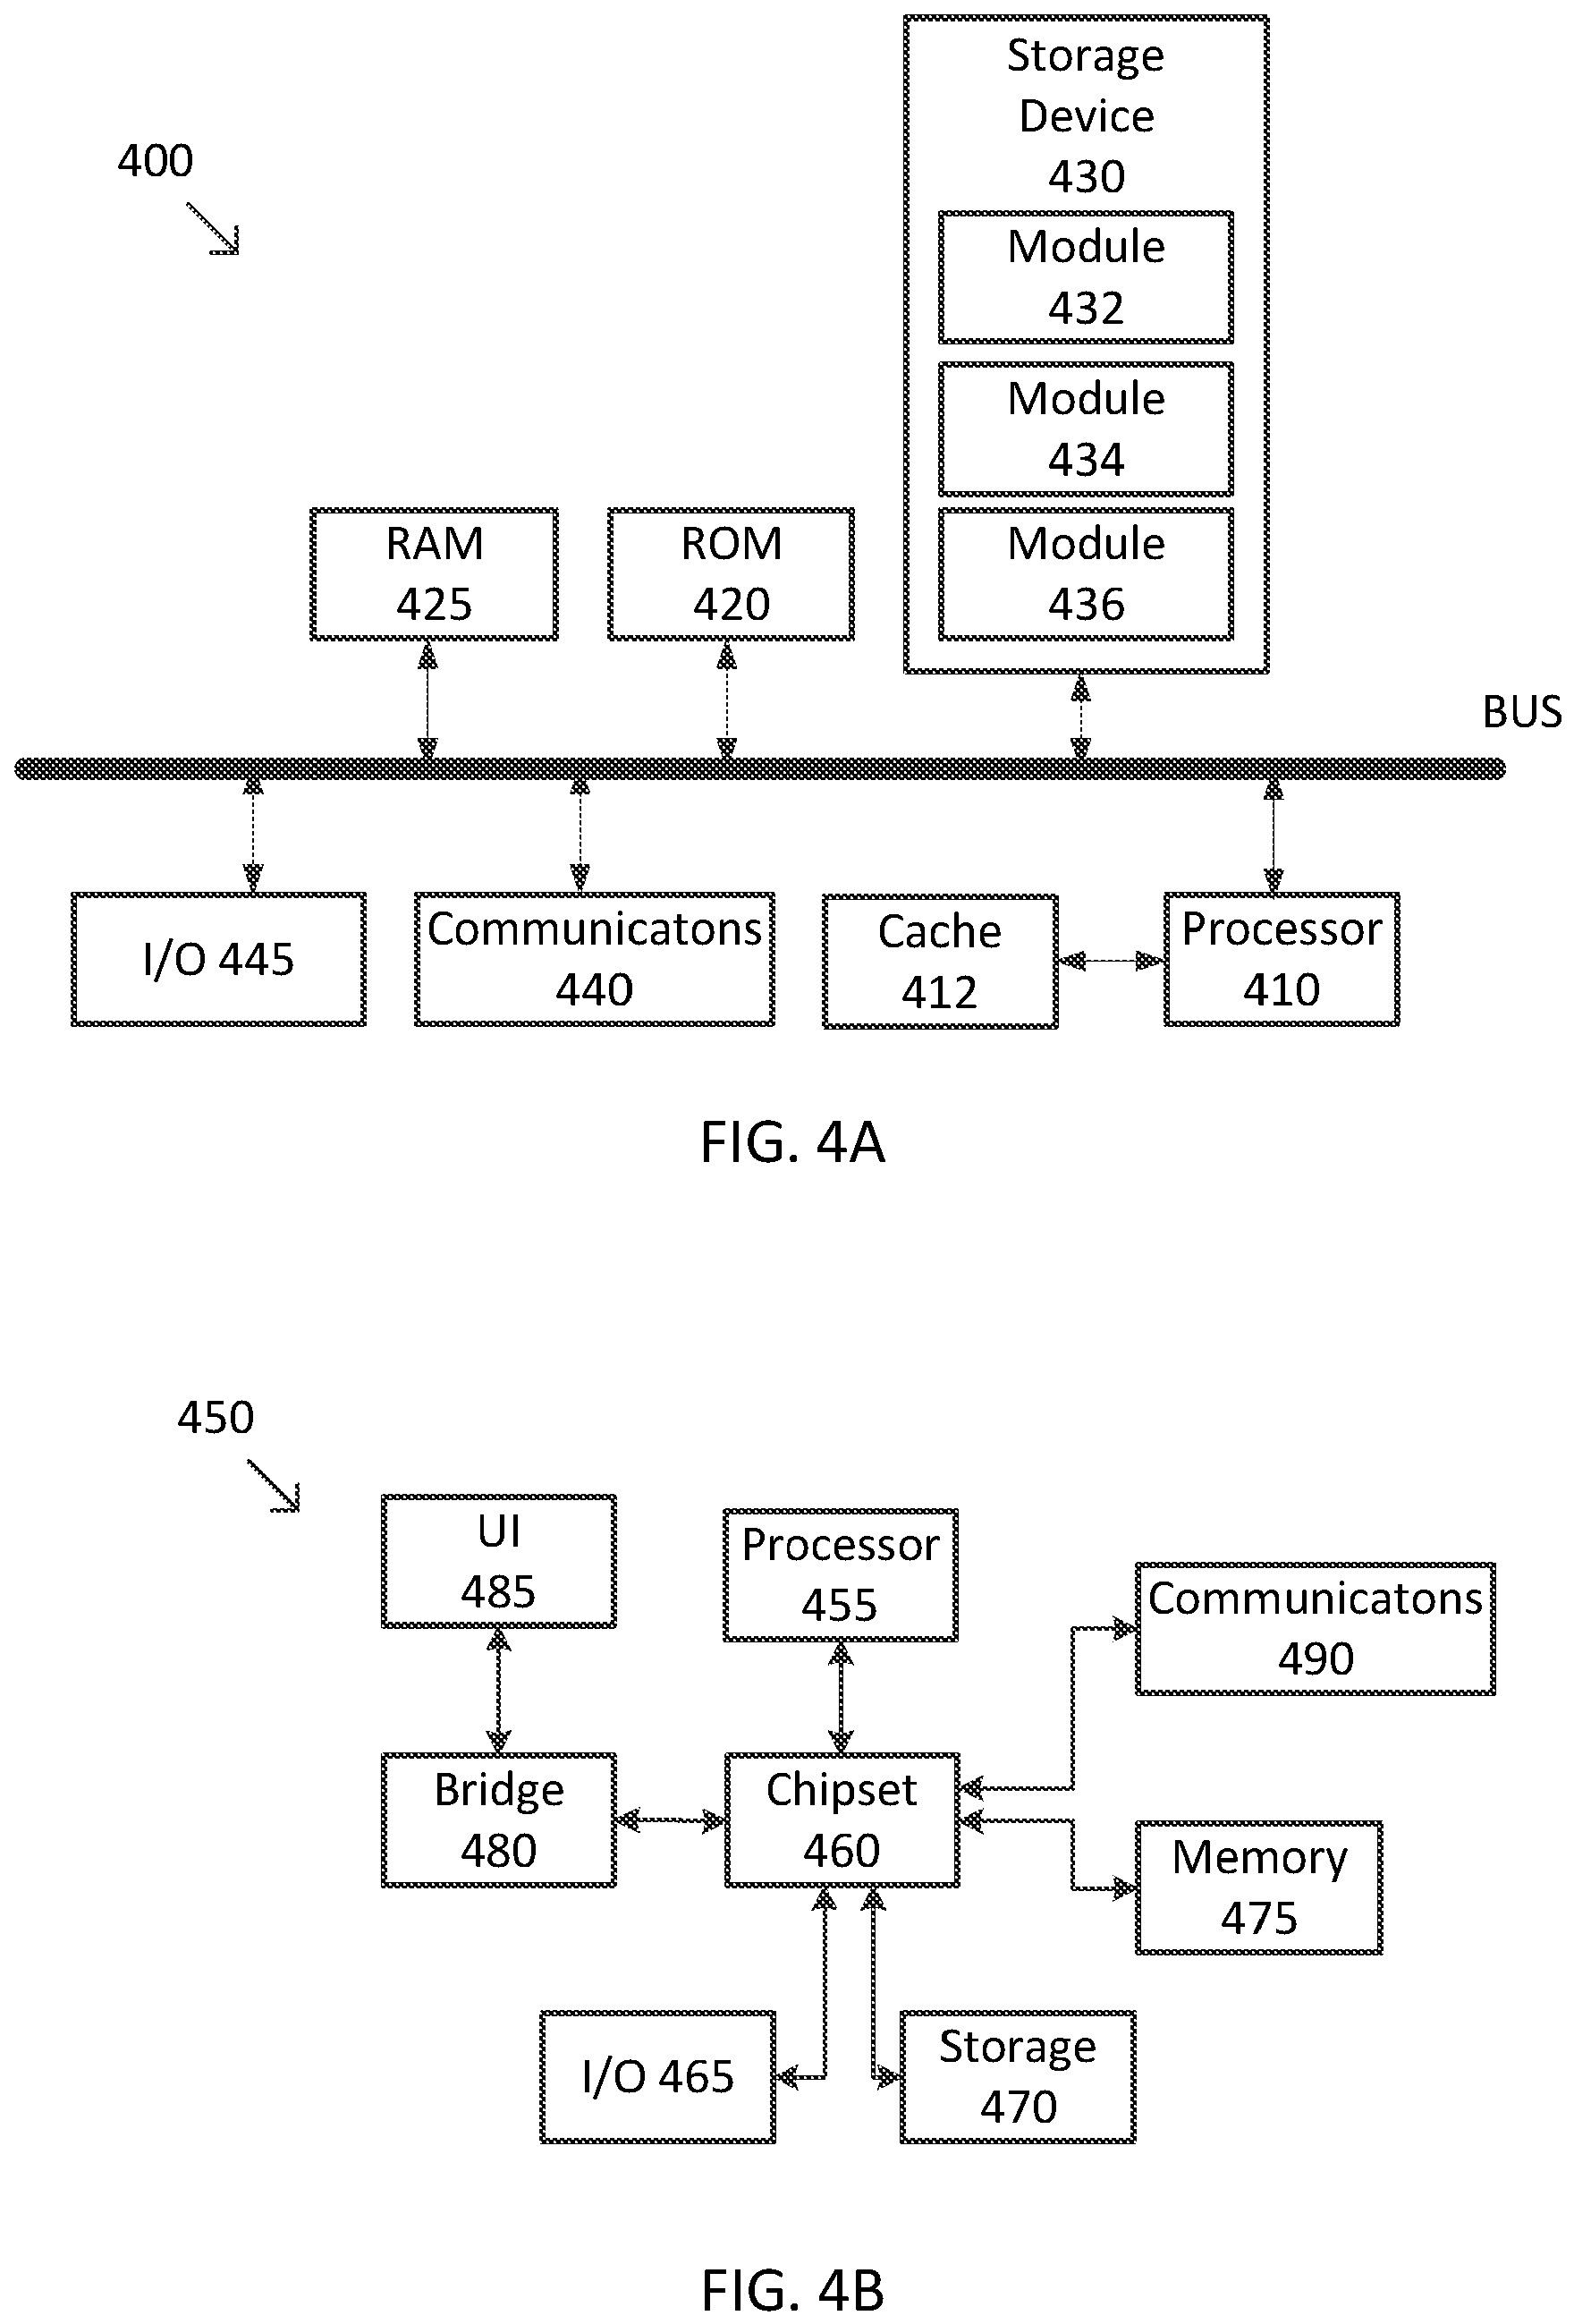 Storage
Device
430
400
Module
432
Module
434
Module
436
RAM
425
ROM
420
BUS
I/O 445
Communicatons
440
Cache
412
Processor
410
FIG. 4A
450
UI
485
Processor
455
Communicatons
490
Bridge
480
Chipset
460
Memory
475
I/O 465
Storage
470
FIG. 4B